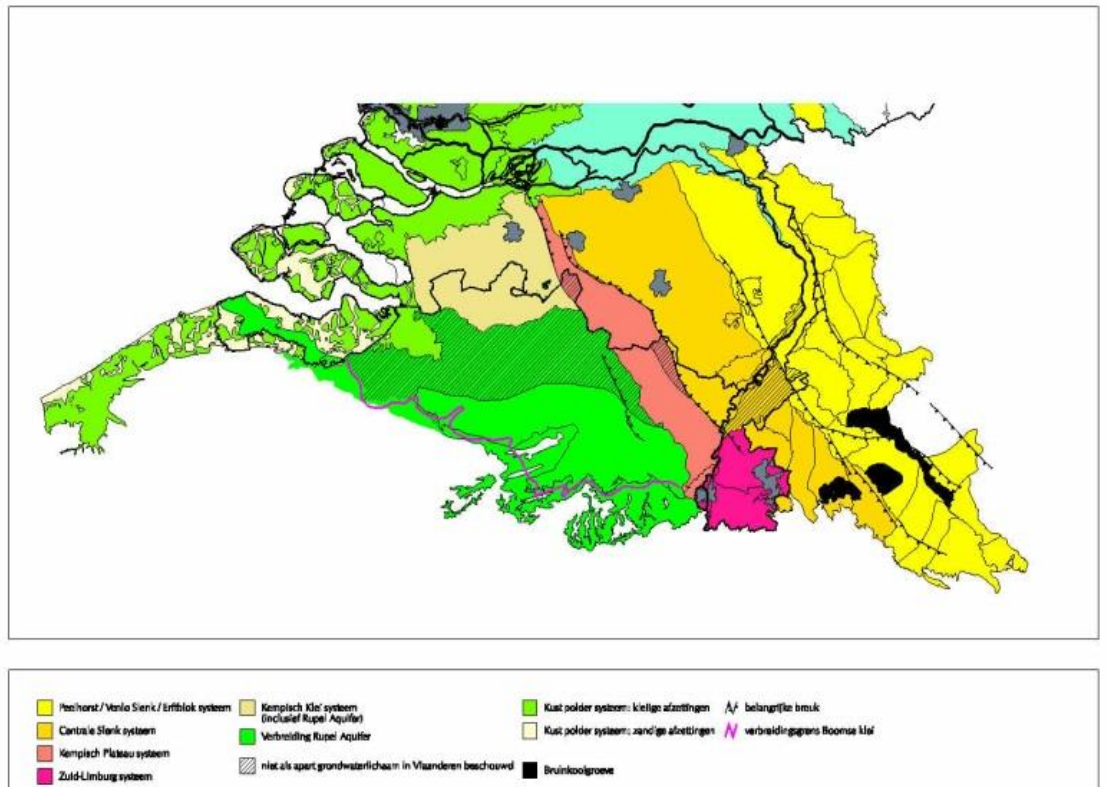 Peelhorst / Venlo Slenk / Erftblok systeem
Centrale Slenk systeem
Kempisch Plateau systeem
Zuid-Limburg systeem
Kempisch Klei systeem
(inclusief Rupel Aquifer)
Verbreiding Rupel Aquifer
niet als apart grondwaterlichaam in Vlaanderen beschouwd
Kust polder systeem: kleiige afzettingen
Kust polder systeem: zandige afzettingen
Bruinkoolgroeve
belangrijke breuk
verbreidingsgrens Boomse klei